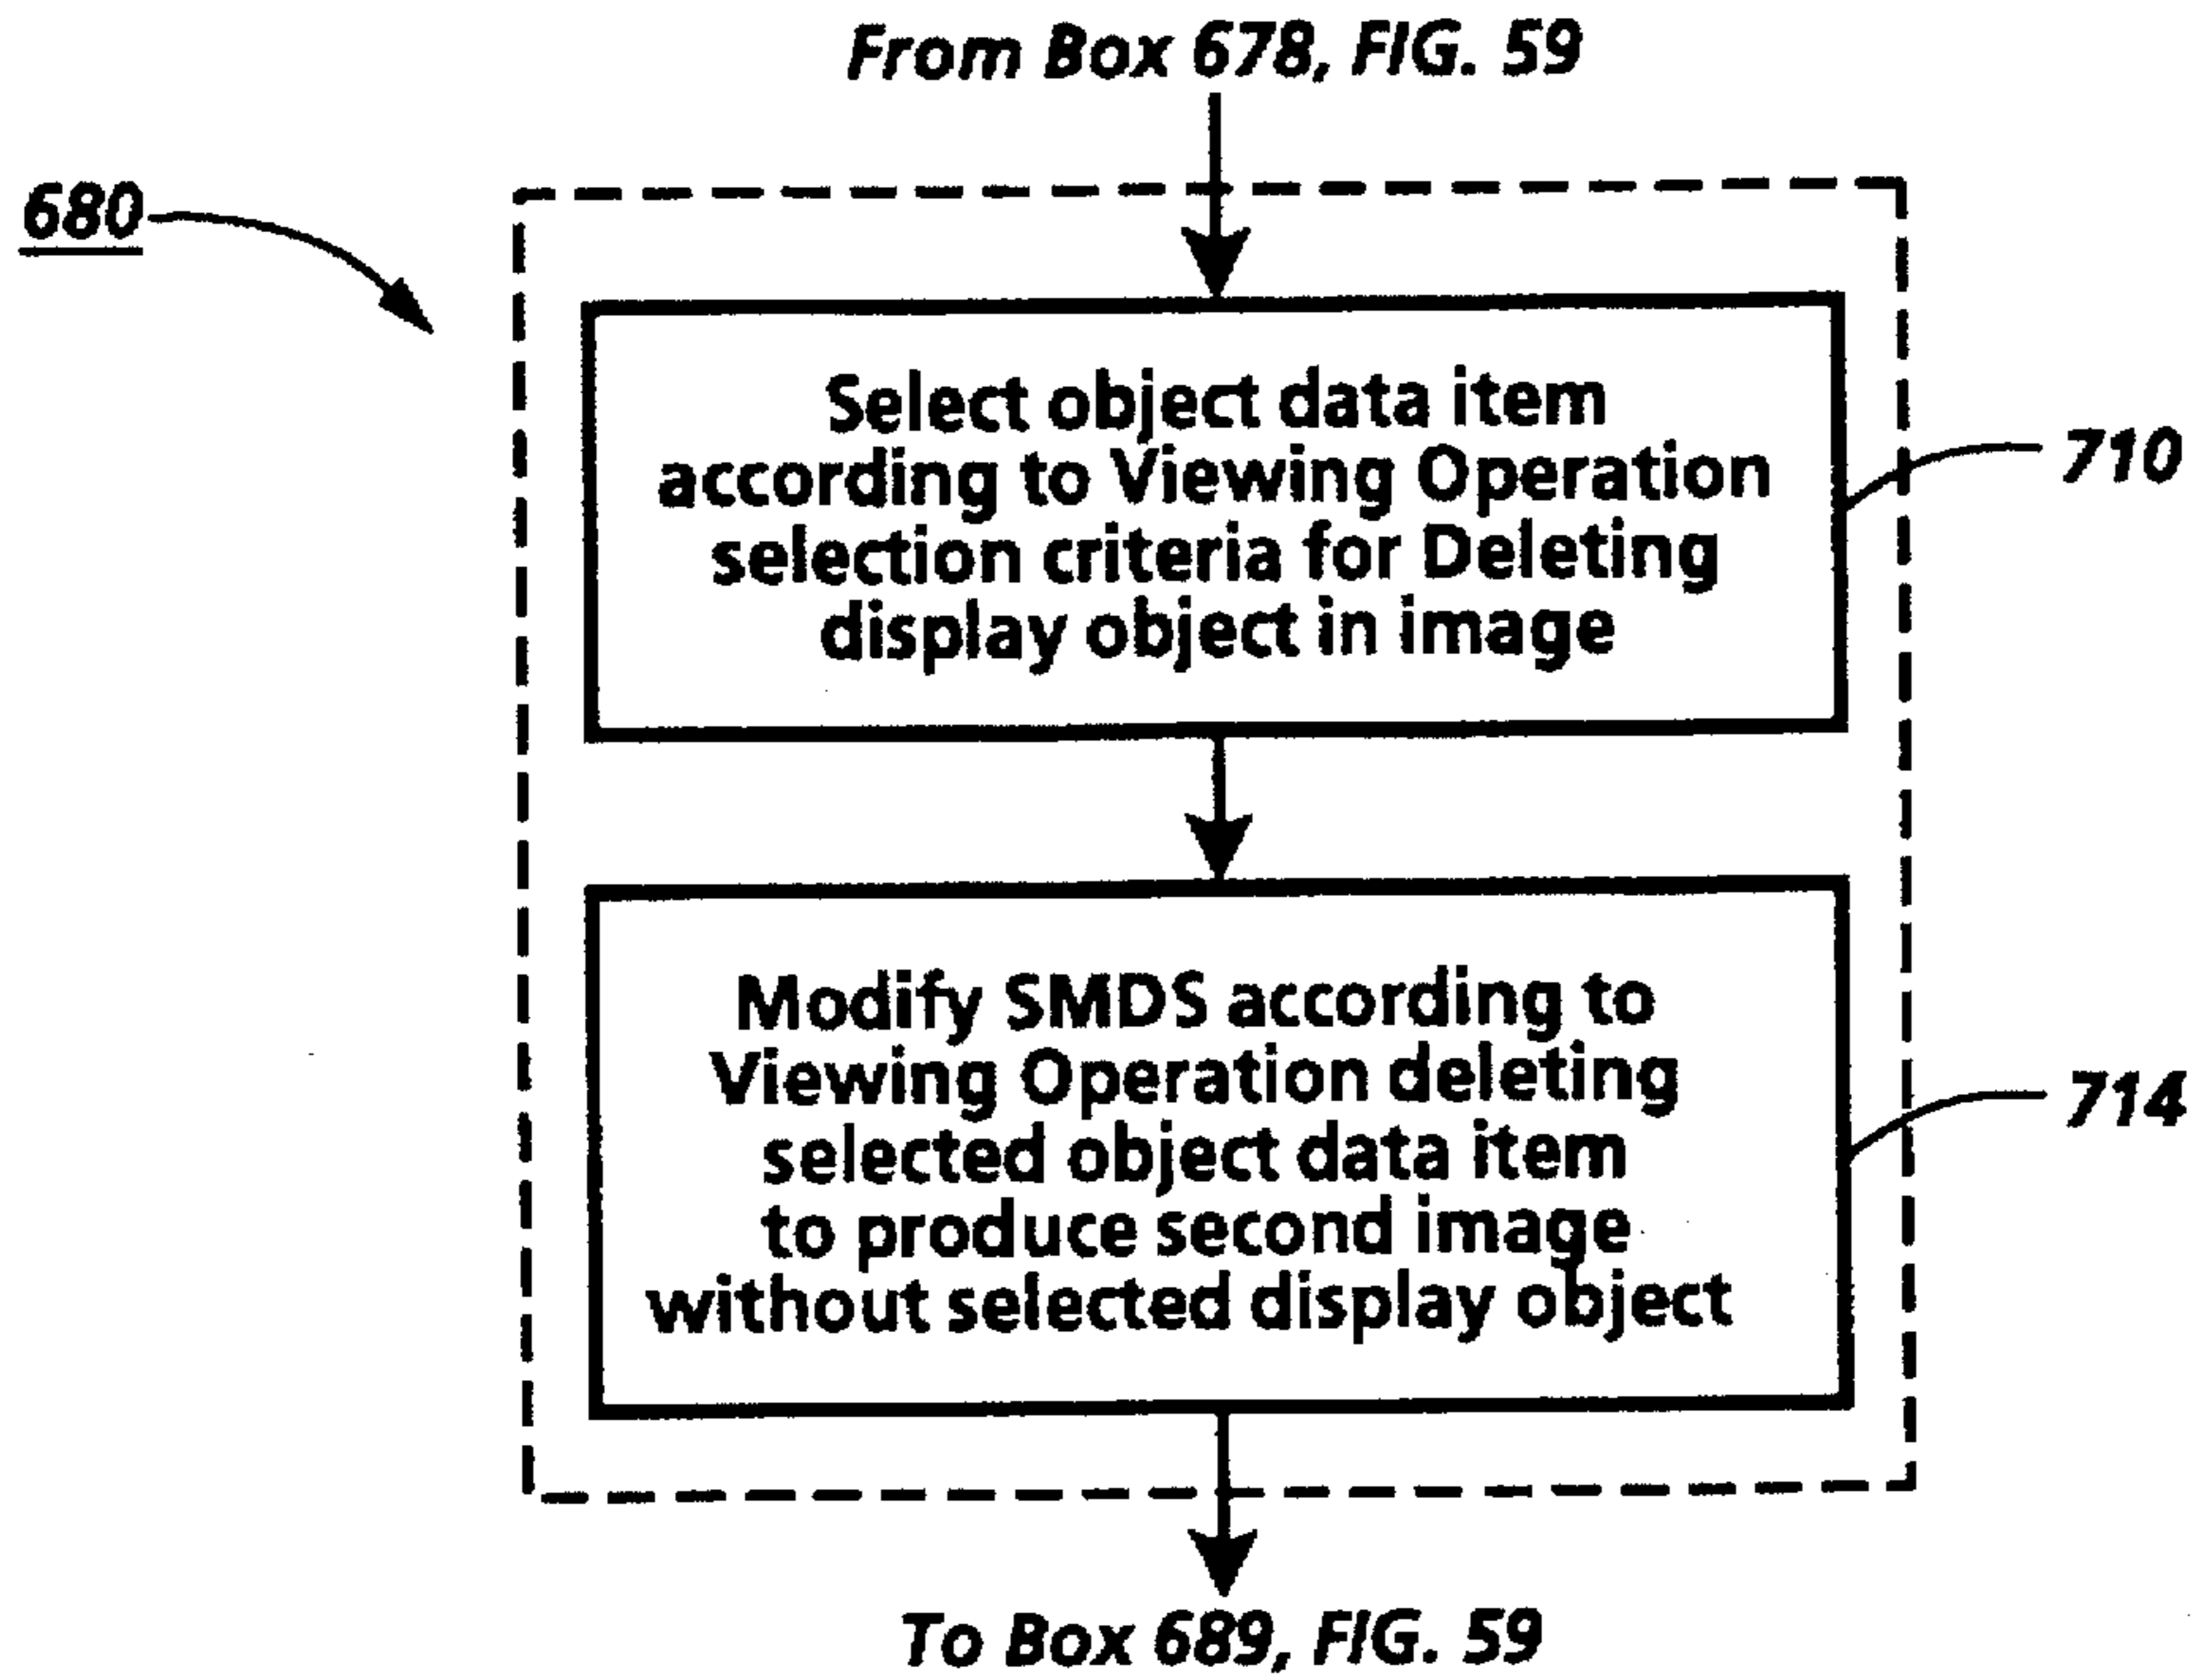 From Box 678, FIG. 59
680
Select object data item
according to Viewing Operation
selection criteria for Deleting
display object in image
710
Modify SMDS according to
Viewing Operation deleting
selected object data item
to produce second image
without selected display object
714
To Box 689, FIG. 59